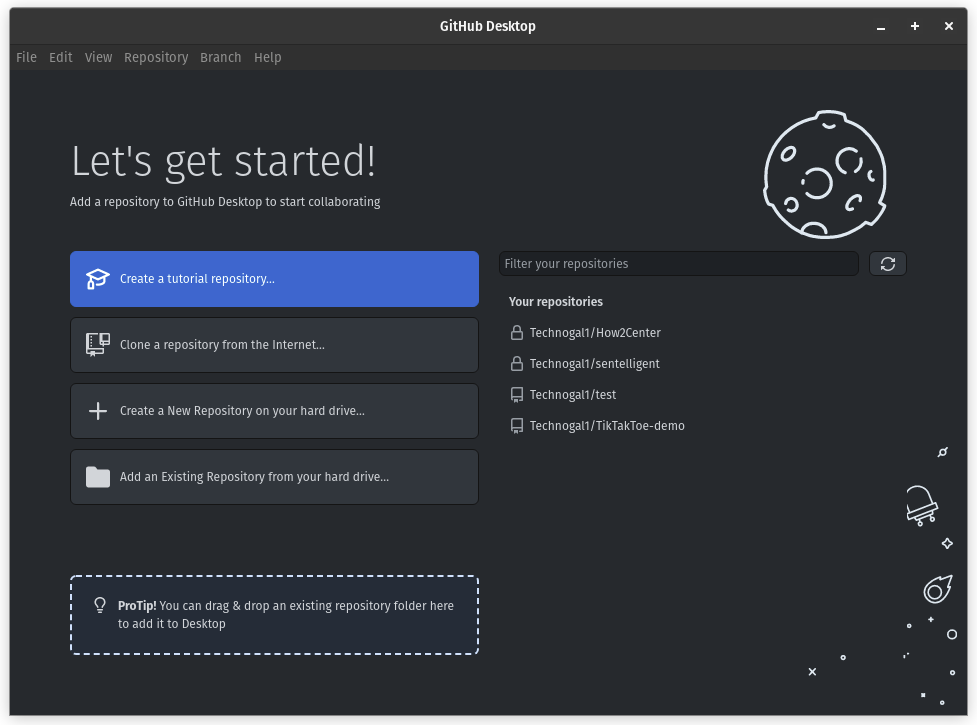 GitHub Desktop
File Edit View Repository Branch Help
Let's get started!
Add a repository to GitHub Desktop to start collaborating
Create a tutorial repository...
Clone a repository from the Internet...
Create a New Repository on your hard drive...
Add an Existing Repository from your hard drive...
ProTip! You can drag & drop an existing repository folder here
to add it to Desktop
Filter your repositories
Your repositories
Technogal1/How2Center
Technogal1/sentelligent
Technogal1/test
Technogal1/TikTakToe-demo